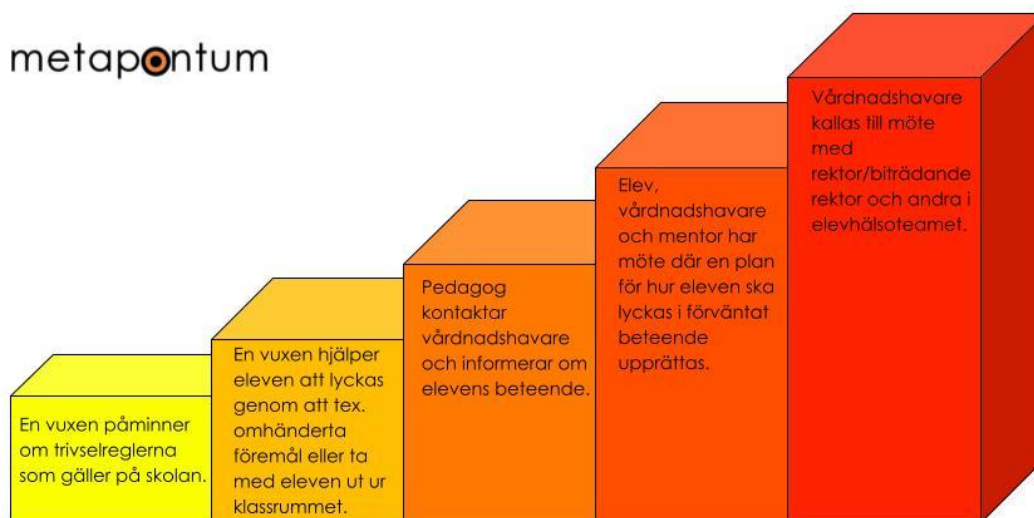 metapontum
En vuxen påminner
om trivselreglerna
som gäller på skolan.
En vuxen hjälper
eleven att lyckas
genom att tex.
omhänderta
föremål eller ta
med eleven ut ur
klassrummet.
Pedagog
kontaktar
vårdnadshavare
och informerar om
elevens beteende.
Elev,
vårdnadshavare
och mentor har
möte där en plan
för hur eleven ska
lyckas i förväntat
beteende
upprättas.
Vårdnadshavare
kallas till möte
med
rektor/biträdande
rektor och andra i
elevhälsoteamet.